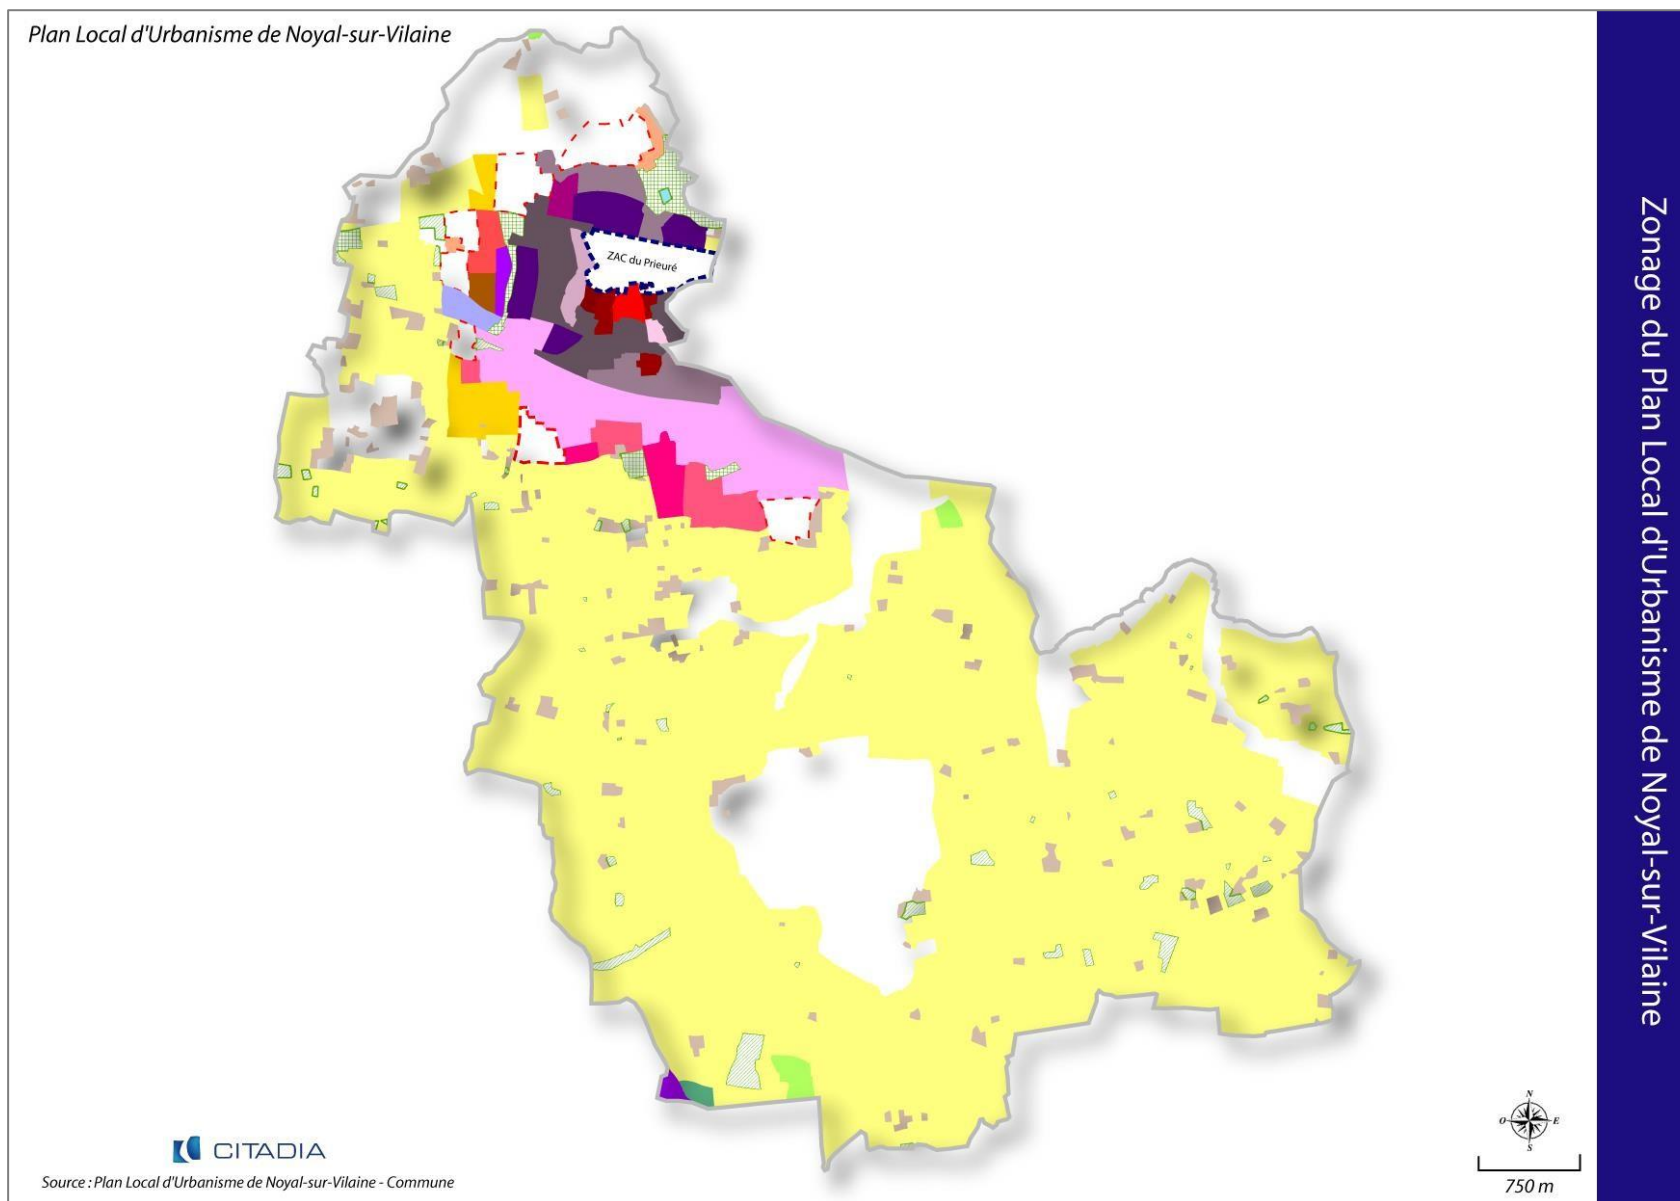 Plan Local d'Urbanisme de Noyal-sur-Vilaine
ZAC du Prieuré
Zonage du Plan Local d'Urbanisme de Noyal-sur-Vilaine
CITADIA
Source : Plan Local d'Urbanisme de Noyal-sur-Vilaine - Commune
N
O
E
S
750 m